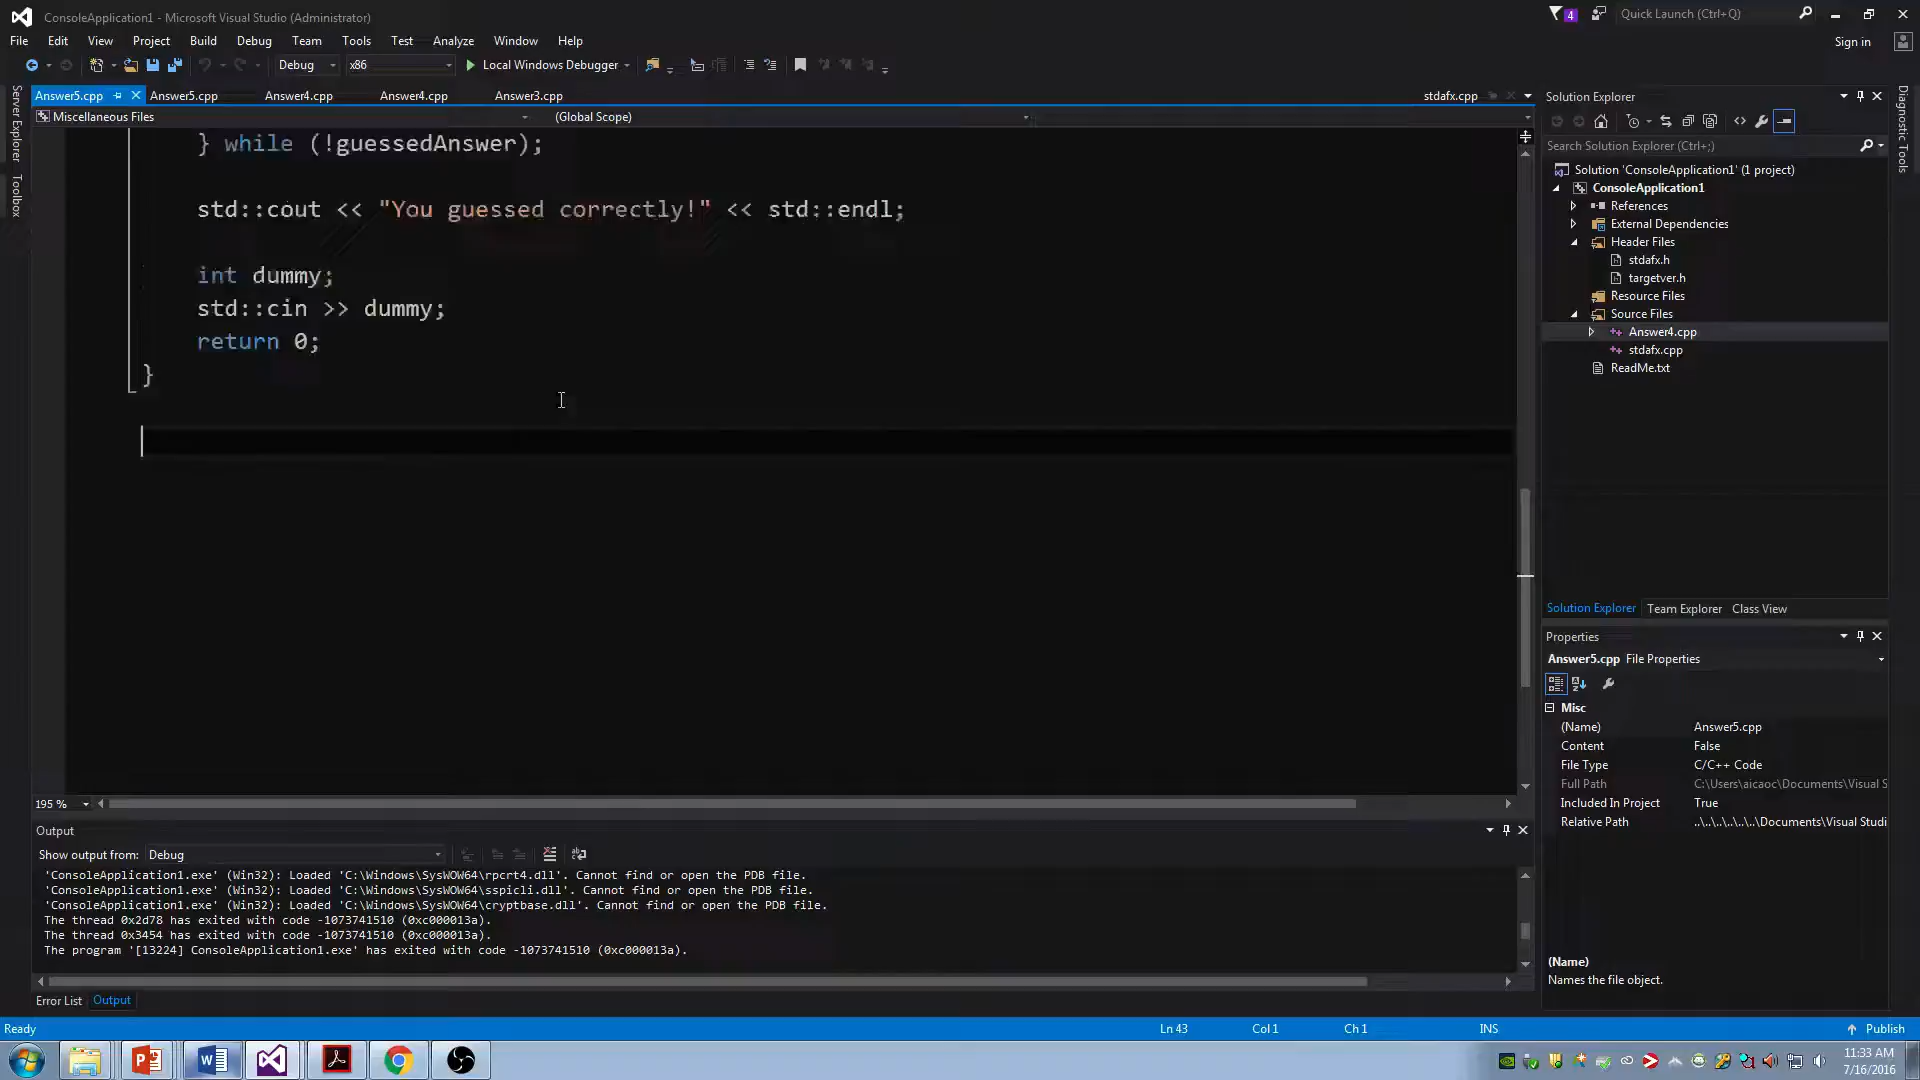 ConsoleApplication1 - Microsoft Visual Studio (Administrator)
4
Quick Launch (Ctrl+Q)
File Edit View Project Build Debug Team Tools Test Analyze Window Help
Sign in
Debug x86 Local Windows Debugger
Answer5.cpp Answer5.cpp Answer4.cpp Answer4.cpp Answer3.cpp stdafx.cpp
Miscellaneous Files (Global Scope)
Server Explorer
Toolbox
} while (!guessedAnswer);
std::cout << "You guessed correctly!" << std::endl;
int dummy;
std::cin >> dummy;
return 0;
}
195 %
Solution Explorer
Search Solution Explorer (Ctrl+;)
Solution 'ConsoleApplication1' (1 project)
ConsoleApplication1
References
External Dependencies
Header Files
stdafx.h
targetver.h
Resource Files
Source Files
Answer4.cpp
stdafx.cpp
ReadMe.txt
Solution Explorer Team Explorer Class View
Diagnostic Tools
Properties
Answer5.cpp File Properties
Misc
(Name) Answer5.cpp
Content False
File Type C/C++ Code
Full Path C:\Users\aicaoc\Documents\Visual S
Included In Project True
Relative Path ..\..\..\..\..\Documents\Visual Studi
(Name)
Names the file object.
Output
Show output from: Debug
'ConsoleApplication1.exe' (Win32): Loaded 'C:\Windows\SysWOW64\rpcrt4.dll'. Cannot find or open the PDB file.
'ConsoleApplication1.exe' (Win32): Loaded 'C:\Windows\SysWOW64\sspicli.dll'. Cannot find or open the PDB file.
'ConsoleApplication1.exe' (Win32): Loaded 'C:\Windows\SysWOW64\cryptbase.dll'. Cannot find or open the PDB file.
The thread 0x2d78 has exited with code -1073741510 (0xc000013a).
The thread 0x3454 has exited with code -1073741510 (0xc000013a).
The program '[13224] ConsoleApplication1.exe' has exited with code -1073741510 (0xc000013a).
Error List Output
Ready Ln 43 Col 1 Ch 1 INS Publish
11:33 AM
7/16/2016